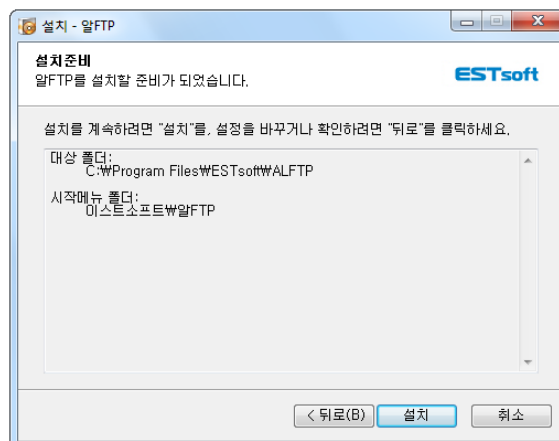 설치 - 알FTP
설치준비
알FTP를 설치할 준비가 되었습니다.
ESTsoft
설치를 계속하려면 "설치"를, 설정을 바꾸거나 확인하려면 "뒤로"를 클릭하세요.
대상 폴더:
C:₩Program Files₩ESTsoft₩ALFTP
시작메뉴 폴더:
이스트소프트₩알FTP
< 뒤로(B)
설치
취소